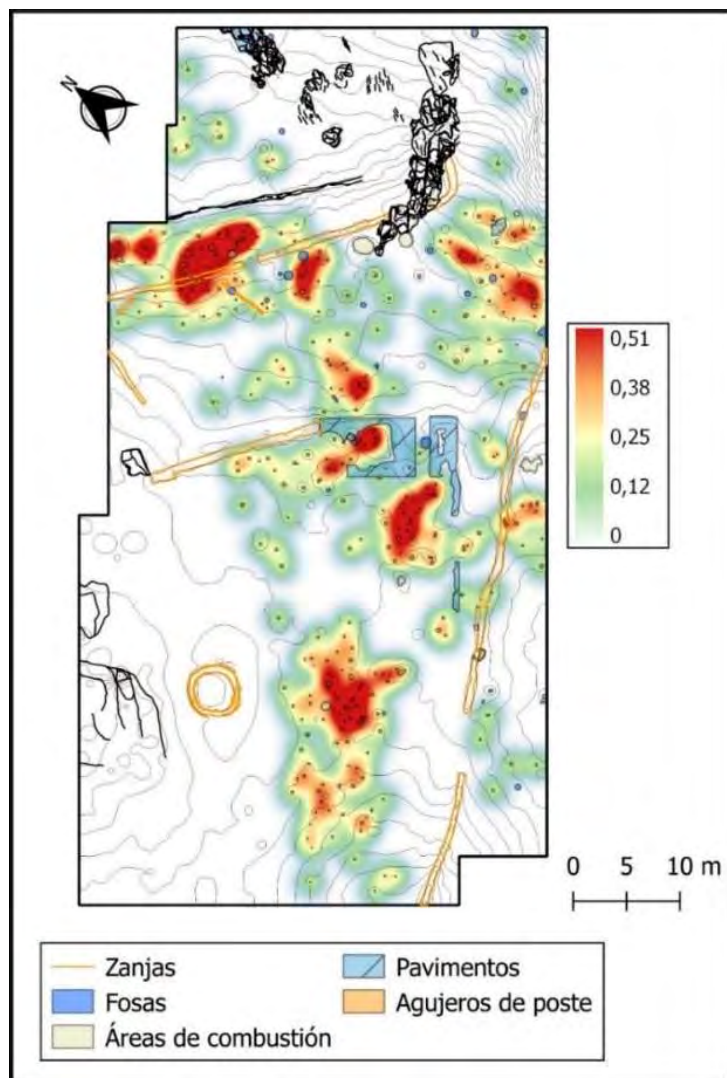 N
0,51
0,38
0,25
0,12
0
0 5 10 m
Zanjas
Pavimentos
Fosas
Agujeros de poste
Áreas de combustión